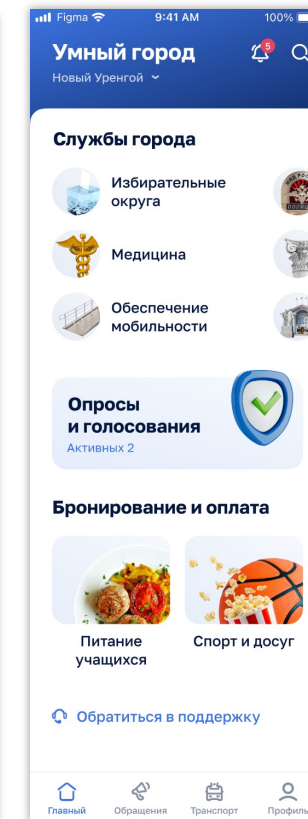 Figma 9:41 AM 100%
Умный город
5
Новый Уренгой
Службы города
Избирательные
округа
Медицина
Обеспечение
мобильности
Опросы
и голосования
Активных 2
Бронирование и оплата
Питание
учащихся
Спорт и досуг
Обратиться в поддержку
Главный Обращения Транспорт Профиль